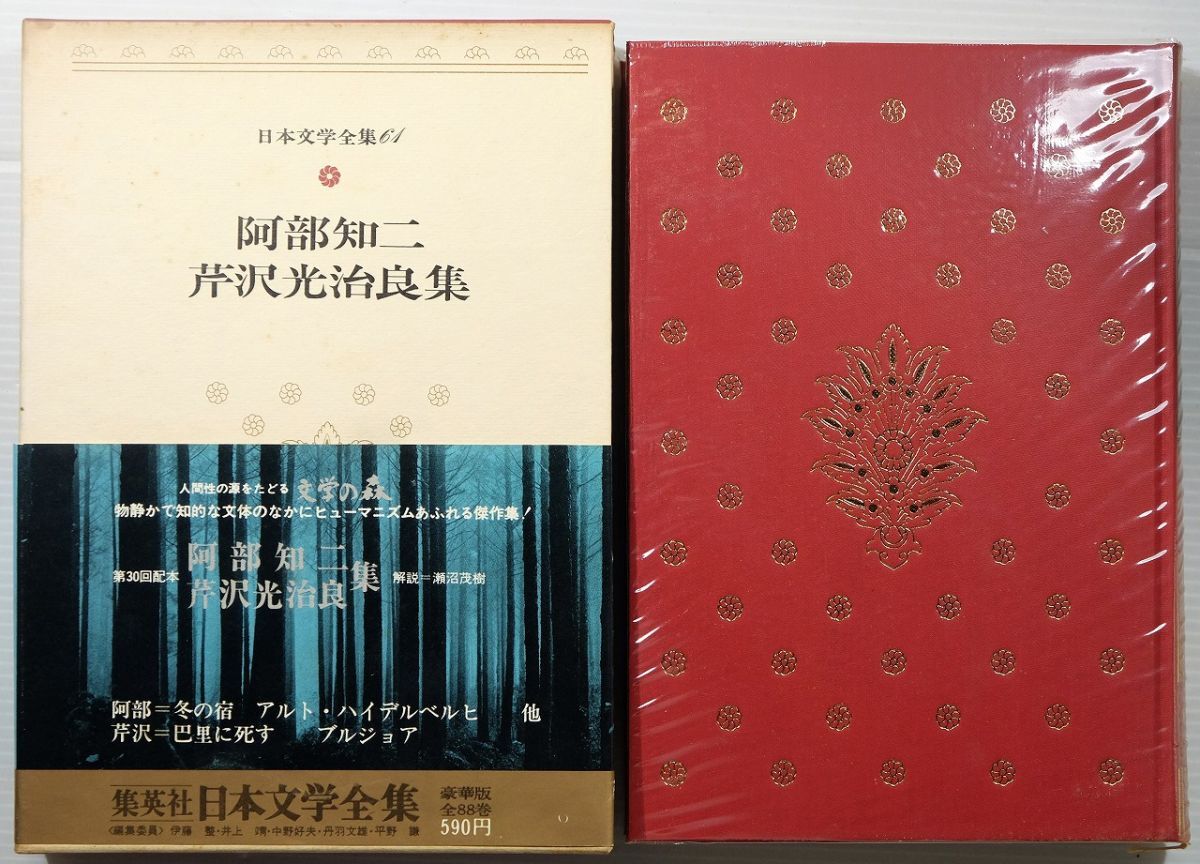 日本文学全集61
阿部知二
芹沢光治良集
人間性の源をたどる 文学の森
物静かで知的な文体のなかにヒューマニズムあふれる傑作集!
第30回配本 阿部知二 芹沢光治良 集 解説=瀬沼茂樹
阿部=冬の宿 アルト・ハイデルベルヒ 他
芹沢=巴里に死す ブルジョア
集英社 日本文学全集 豪華版 全88巻 590円
〈編集委員〉伊藤 整・井上 靖・中野好夫・丹羽文雄・平野 謙